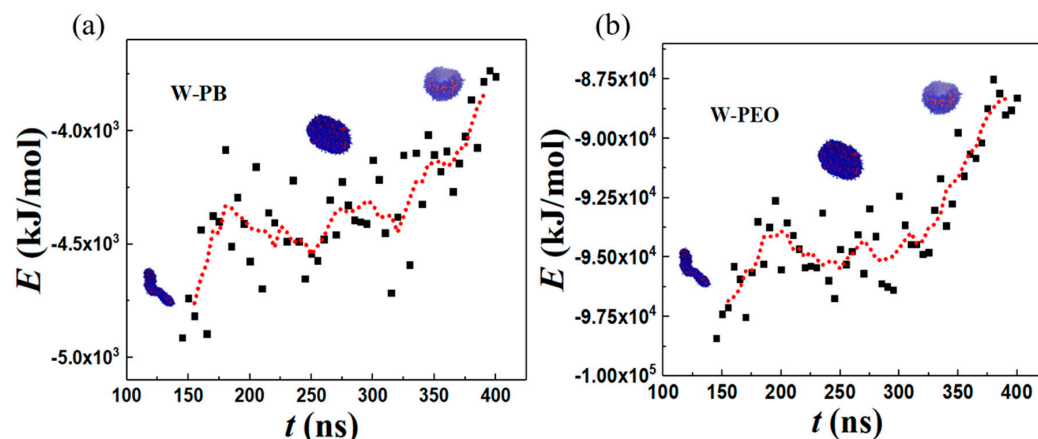 (a)
W-PB
E (kJ/mol)
-4.0x10³
-4.5x10³
-5.0x10³
100 150 200 250 300 350 400
t (ns)
(b)
W-PEO
E (kJ/mol)
-8.75x10⁴
-9.00x10⁴
-9.25x10⁴
-9.50x10⁴
-9.75x10⁴
-1.00x10⁵
100 150 200 250 300 350 400
t (ns)